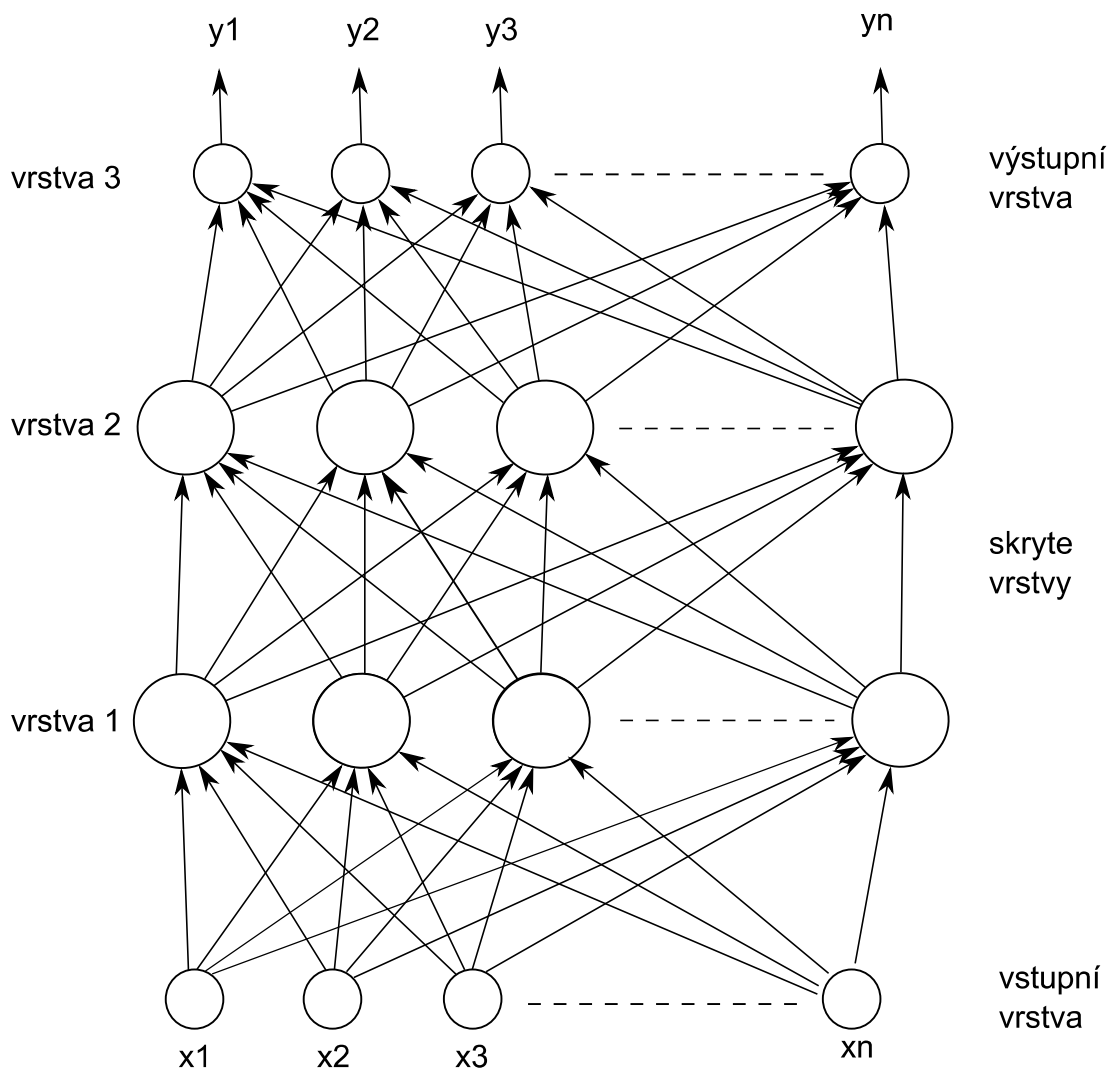 y1
y2
y3
yn
vrstva 3
výstupní
vrstva
vrstva 2
skryte
vrstvy
vrstva 1
vstupní
vrstva
x1
x2
x3
xn